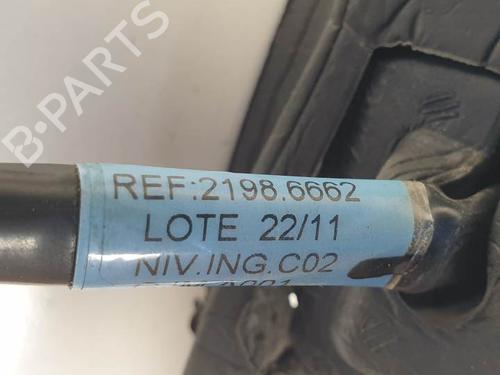 B-PARTS
REF:2198.6662
LOTE 22/11
NIV.ING.C02